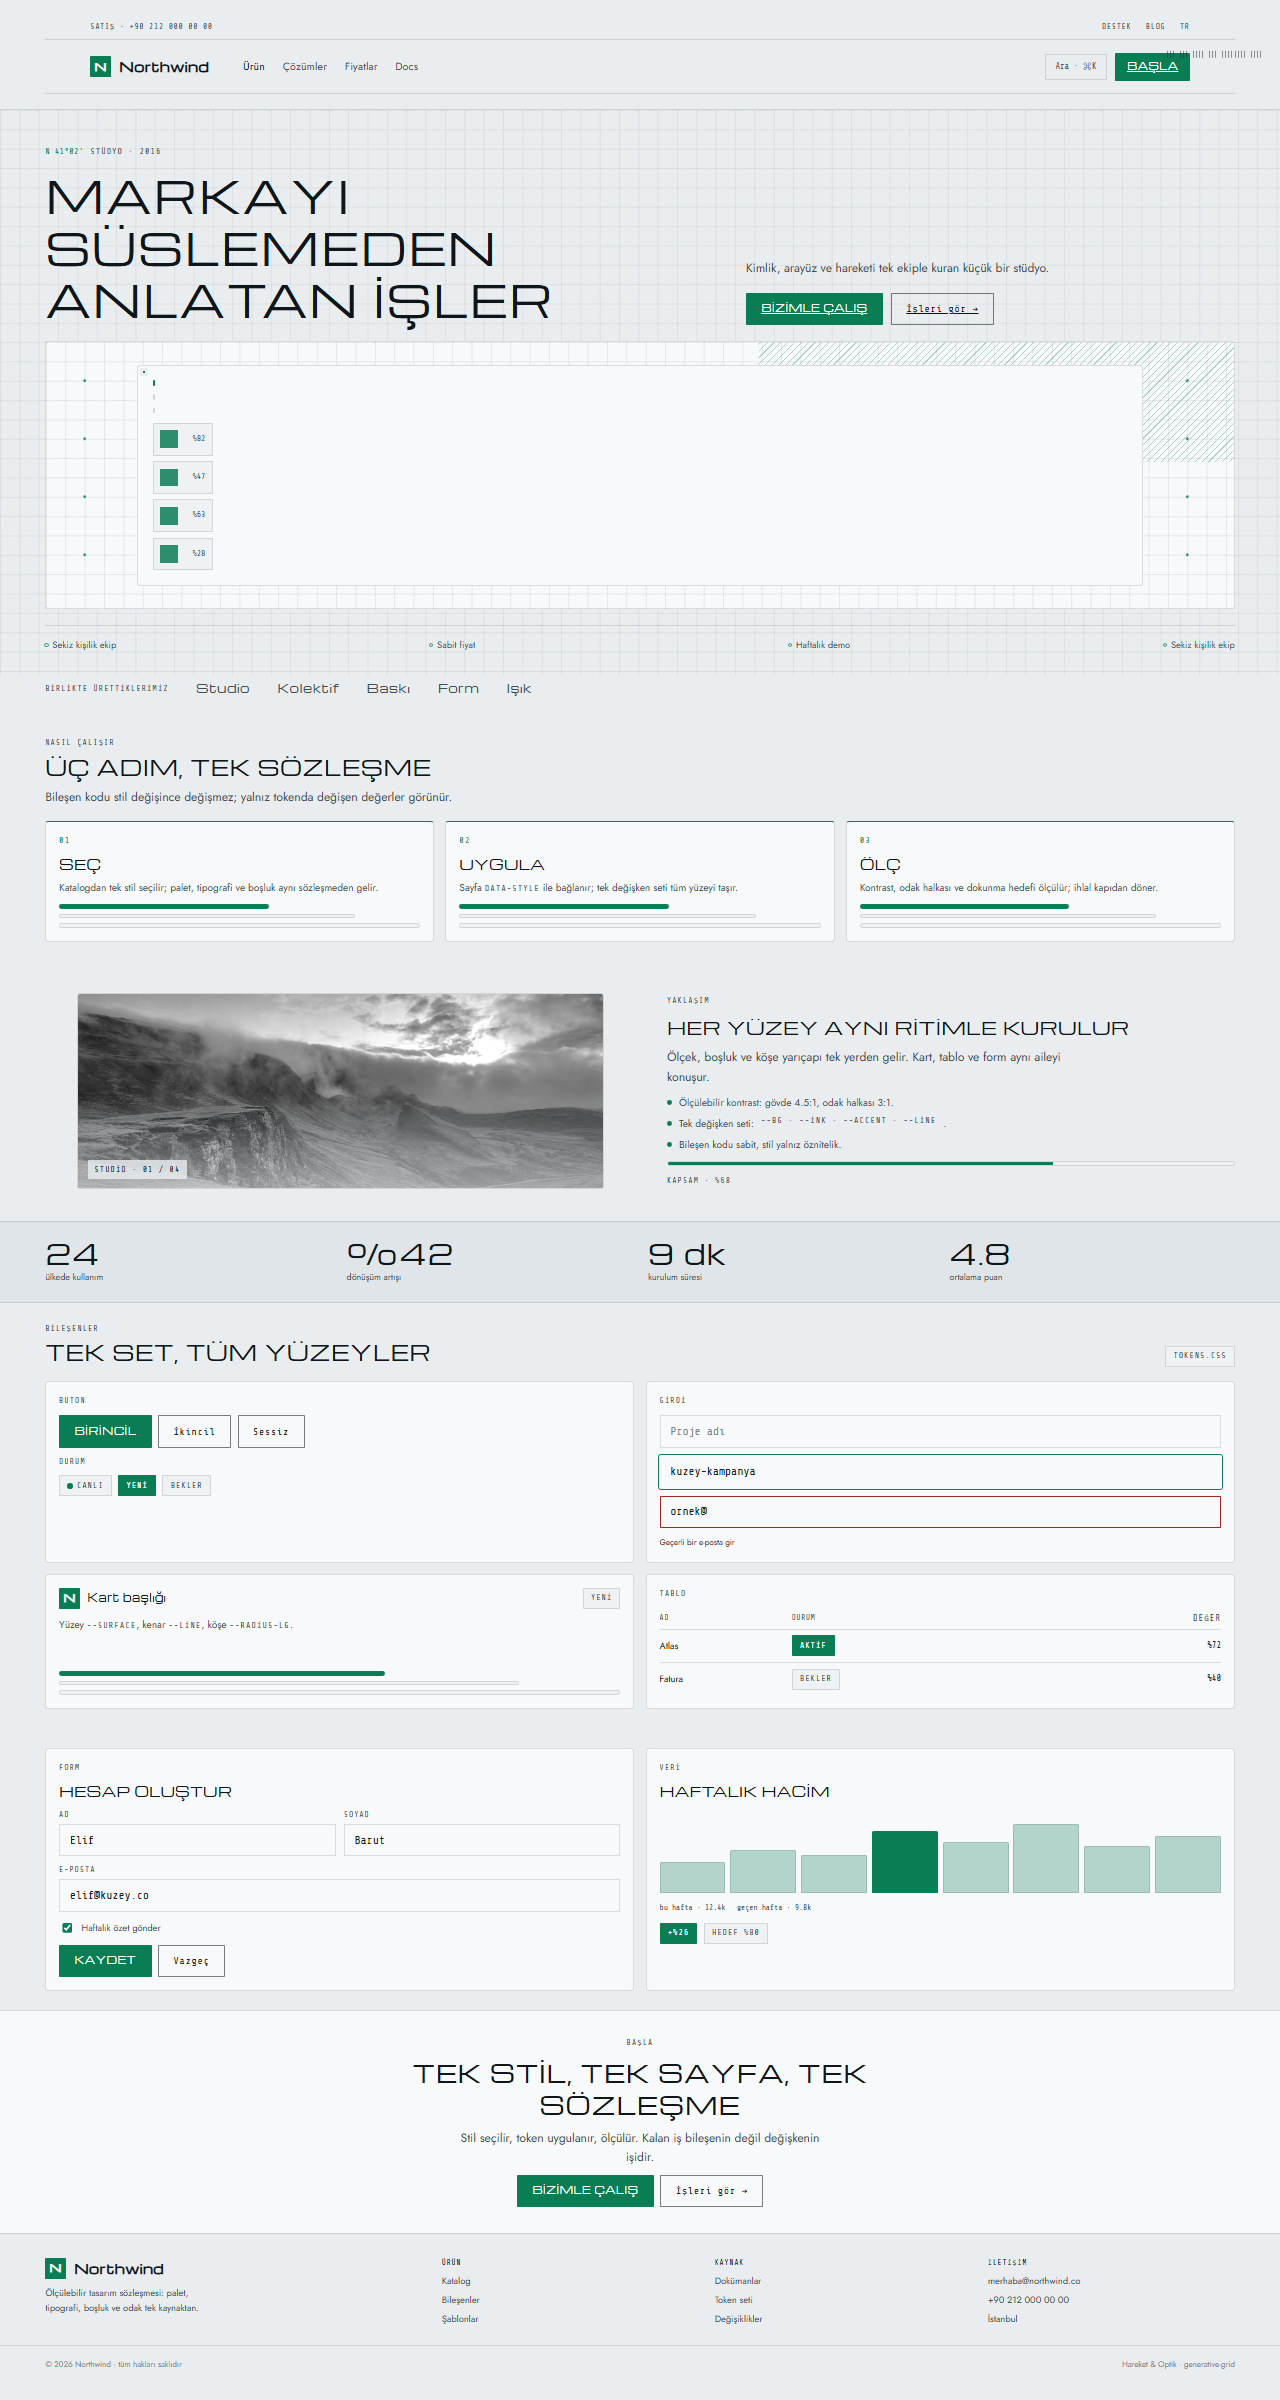 SATIŞ · +90 212 000 00 00
DESTEK BLOG TR
N Northwind Ürün Çözümler Fiyatlar Docs
Ara · ⌘K
BAŞLA
N 41°02' STÜDYO · 2016
MARKAYI
SÜSLEMEDEN
ANLATAN İŞLER
Kimlik, arayüz ve hareketi tek ekiple kuran küçük bir stüdyo.
BİZİMLE ÇALIŞ
İşleri gör →
%82
%47
%63
%28
Sekiz kişilik ekip
Sabit fiyat
Haftalık demo
Sekiz kişilik ekip
BİRLİKTE ÜRETTİKLERİMİZ Studio Kolektif Baskı Form Işık
NASIL ÇALIŞIR
ÜÇ ADIM, TEK SÖZLEŞME
Bileşen kodu stil değişince değişmez; yalnız tokenda değişen değerler görünür.
01
SEÇ
Katalogdan tek stil seçilir; palet, tipografi ve boşluk aynı sözleşmeden gelir.
02
UYGULA
Sayfa DATA-STYLE ile bağlanır; tek değişken seti tüm yüzeyi taşır.
03
ÖLÇ
Kontrast, odak halkası ve dokunma hedefi ölçülür; ihlal kapıdan döner.
STUDİO · 01 / 04
YAKLAŞIM
HER YÜZEY AYNI RİTİMLE KURULUR
Ölçek, boşluk ve köşe yarıçapı tek yerden gelir. Kart, tablo ve form aynı aileyi
konuşur.
Ölçülebilir kontrast: gövde 4.5:1, odak halkası 3:1.
Tek değişken seti: --BG · --İNK · --ACCENT · --LİNE .
Bileşen kodu sabit, stil yalnız öznitelik.
KAPSAM · %68
24
ülkede kullanım
%42
dönüşüm artışı
9 dk
kurulum süresi
4.8
ortalama puan
BİLEŞENLER
TEK SET, TÜM YÜZEYLER
TOKENS.CSS
BUTON
BİRİNCİL
İkincil
Sessiz
DURUM
CANLI
YENİ
BEKLER
GİRDİ
Proje adı
kuzey-kampanya
ornek@
Geçerli bir e-posta gir
N Kart başlığı
YENİ
Yüzey --SURFACE, kenar --LİNE, köşe --RADİUS-LG.
TABLO
AD DURUM DEĞER
Atlas AKTİF %72
Fatura BEKLER %40
FORM
HESAP OLUŞTUR
AD
SOYAD
Elif
Barut
E-POSTA
elif@kuzey.co
Haftalık özet gönder
KAYDET
Vazgeç
VERİ
HAFTALIK HACİM
bu hafta · 12.4k geçen hafta · 9.8k
+%26
HEDEF %80
BAŞLA
TEK STİL, TEK SAYFA, TEK
SÖZLEŞME
Stil seçilir, token uygulanır, ölçülür. Kalan iş bileşenin değil değişkenin
işidir.
BİZİMLE ÇALIŞ
İşleri gör →
N Northwind
Ölçülebilir tasarım sözleşmesi: palet,
tipografi, boşluk ve odak tek kaynaktan.
ÜRÜN
Katalog
Bileşenler
Şablonlar
KAYNAK
Dokümanlar
Token seti
Değişiklikler
İLETİŞİM
merhaba@northwind.co
+90 212 000 00 00
İstanbul
© 2026 Northwind · tüm hakları saklıdır
Hareket & Optik · generative-grid